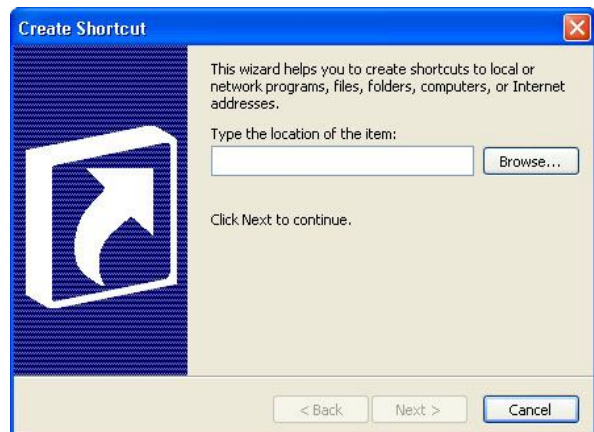 Create Shortcut
This wizard helps you to create shortcuts to local or
network programs, files, folders, computers, or Internet
addresses.
Type the location of the item:
Browse...
Click Next to continue.
< Back
Next >
Cancel